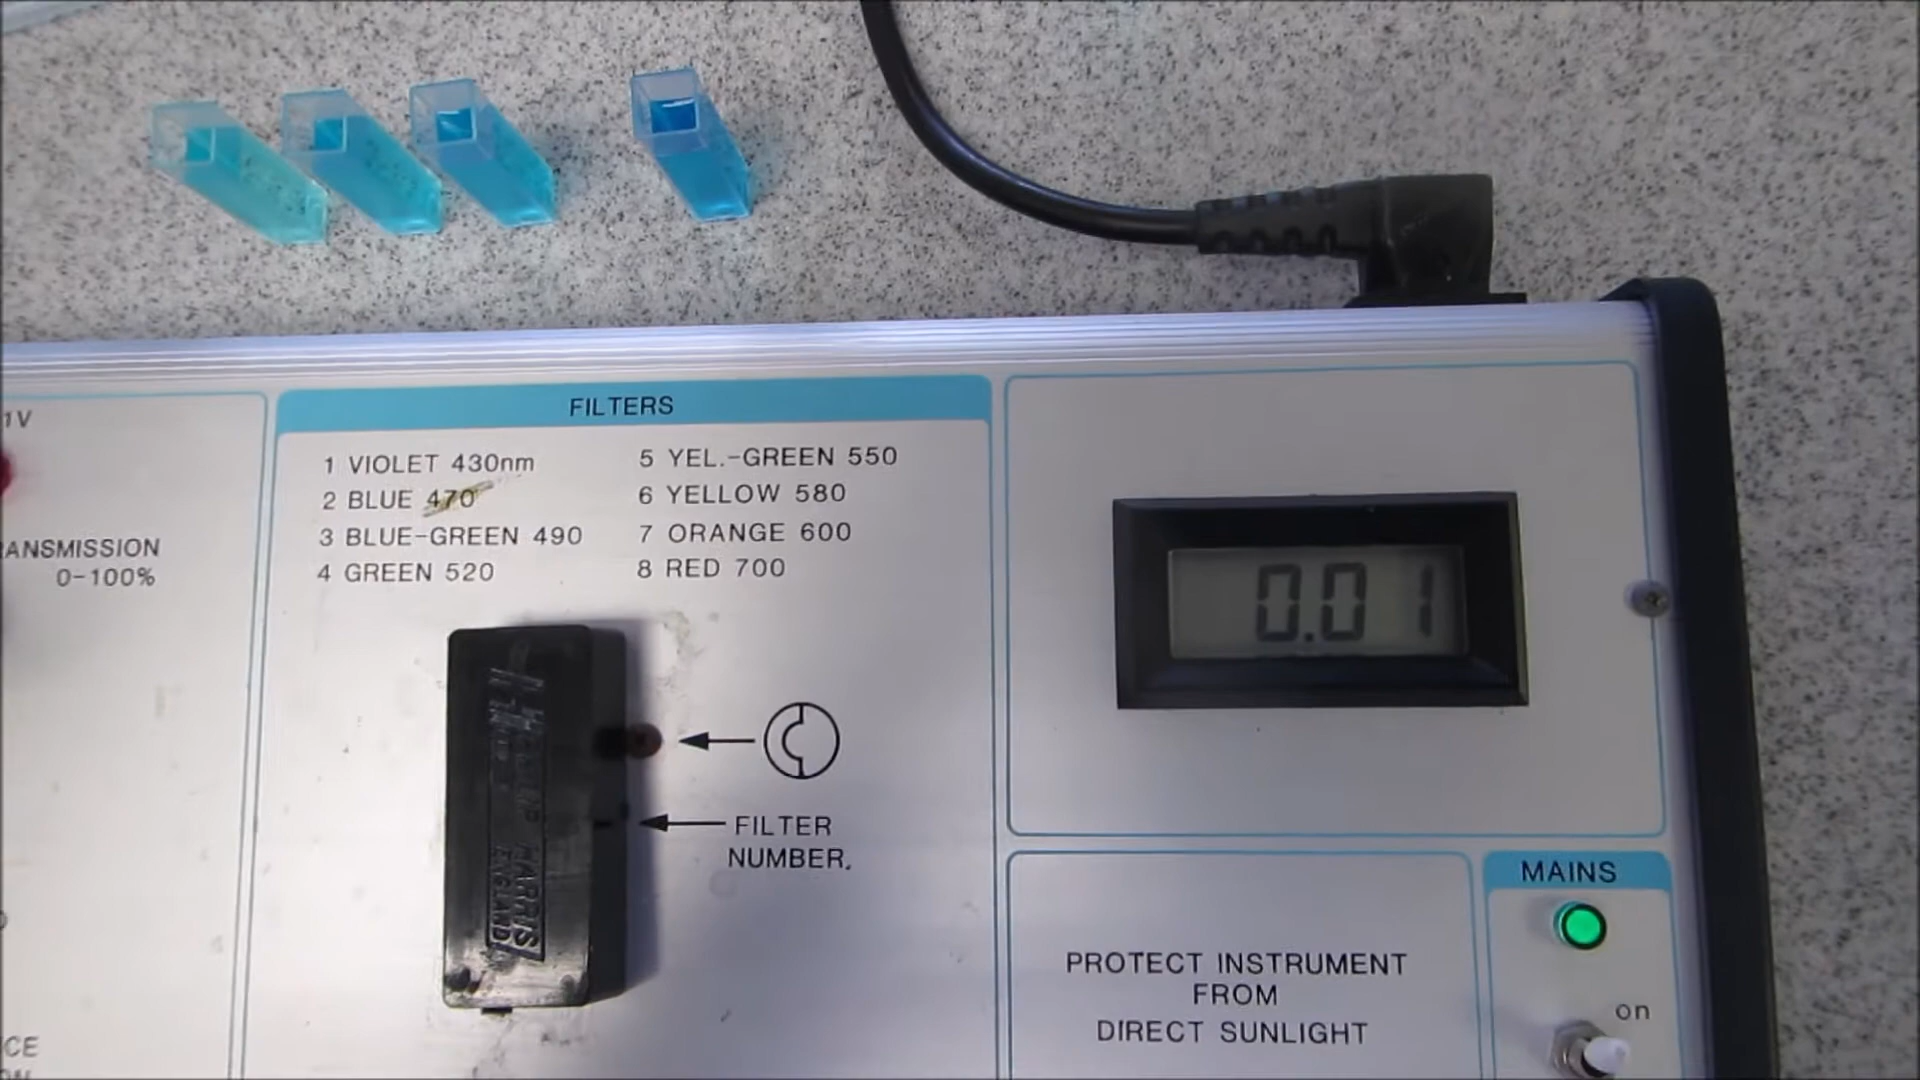 1V
ANSMISSION
0-100%
FILTERS
1 VIOLET 430nm
2 BLUE 470
3 BLUE-GREEN 490
4 GREEN 520
5 YEL.-GREEN 550
6 YELLOW 580
7 ORANGE 600
8 RED 700
HARRIS
ENGLAND
FILTER
NUMBER.
0.01
PROTECT INSTRUMENT
FROM
DIRECT SUNLIGHT
MAINS
on
CE